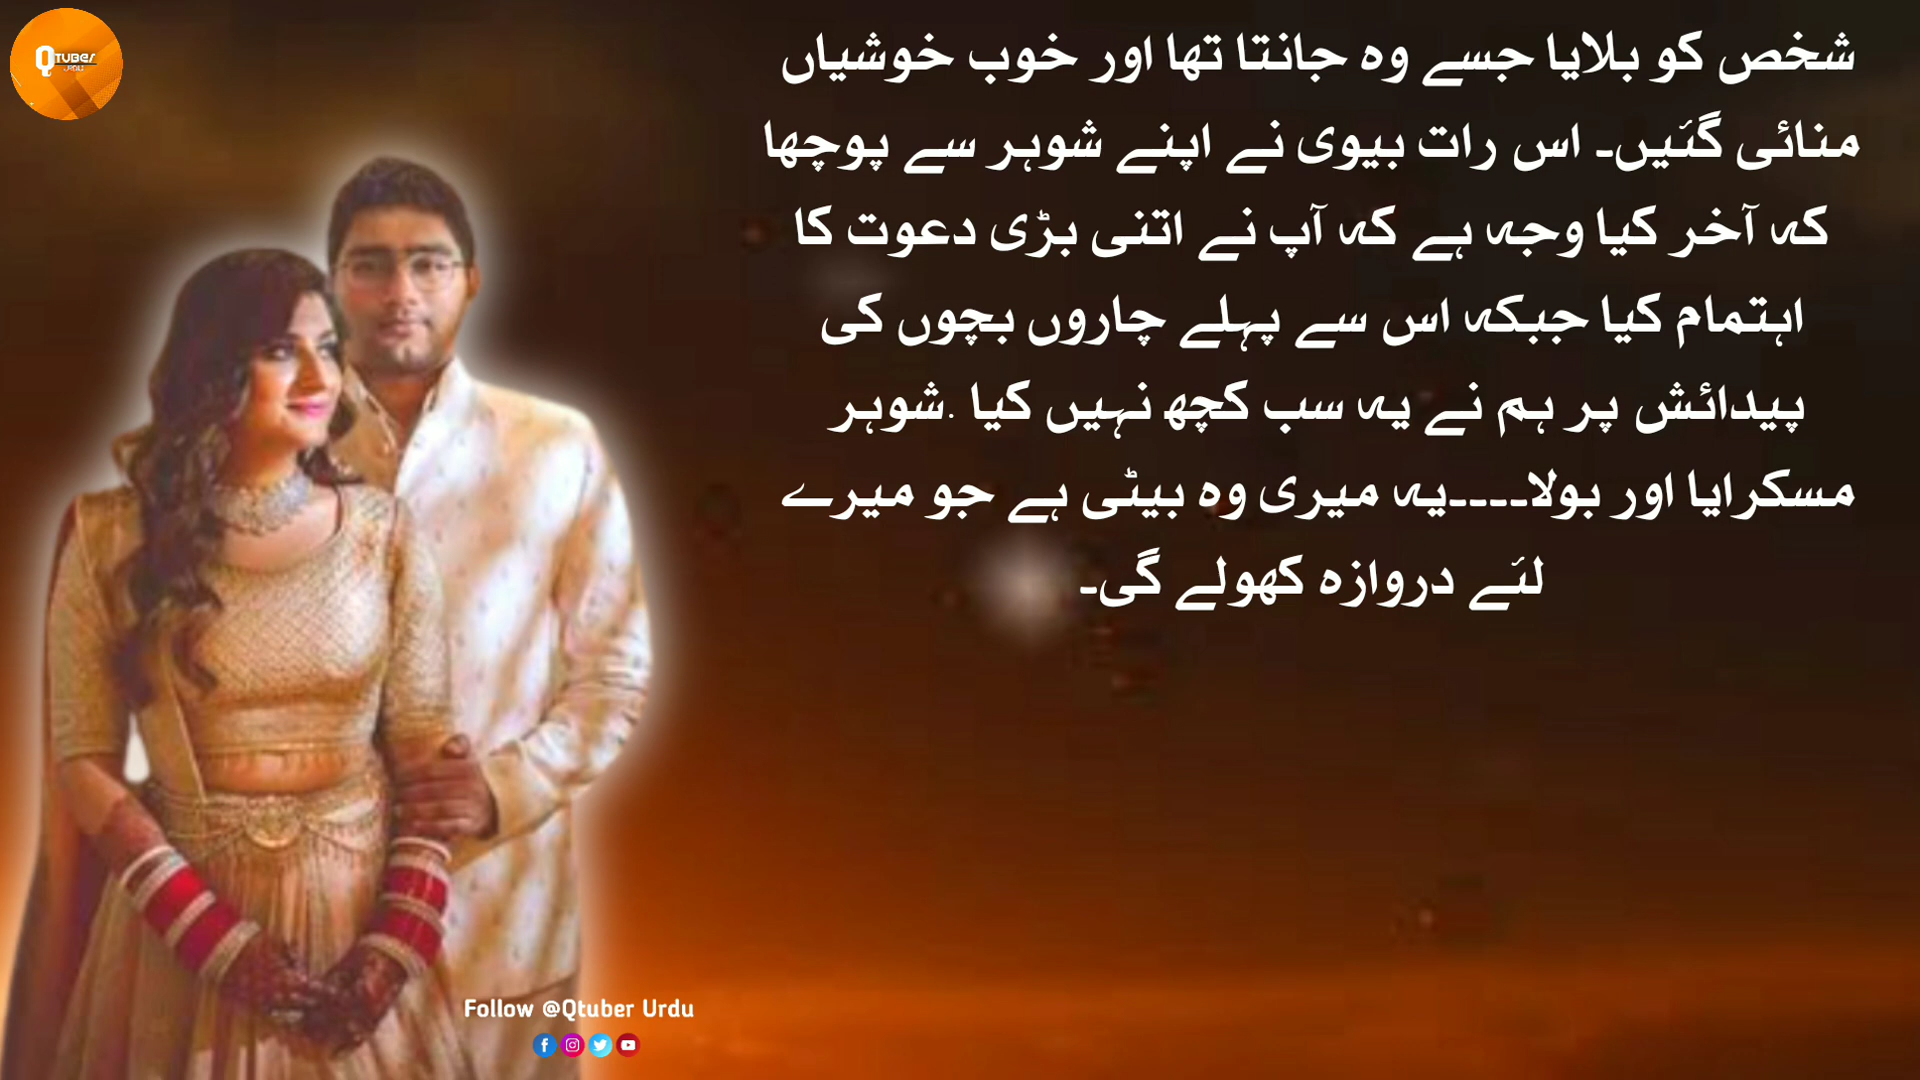 QTUBER
URDU
شخص کو بلایا جسے وہ جانتا تھا اور خوب خوشیاں
منائی گئیں۔ اس رات بیوی نے اپنے شوہر سے پوچھا
کہ آخر کیا وجہ ہے کہ آپ نے اتنی بڑی دعوت کا
اہتمام کیا جبکہ اس سے پہلے چاروں بچوں کی
پیدائش پر ہم نے یہ سب کچھ نہیں کیا .شوہر
مسکرایا اور بولا۔۔۔۔یہ میری وہ بیٹی ہے جو میرے
لئے دروازہ کھولے گی۔
Follow @Qtuber Urdu